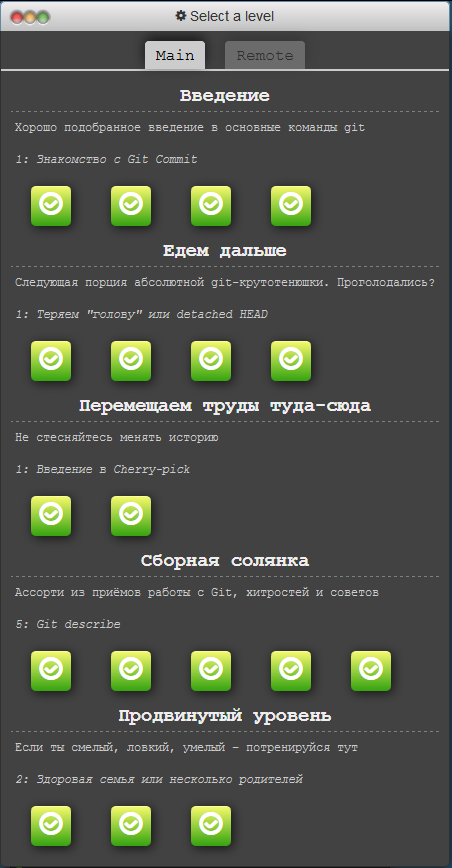 Select a level
Main Remote
Введение
Хорошо подобранное введение в основные команды git
1: Знакомство с Git Commit
Едем дальше
Следующая порция абсолютной git-крутотенюшки. Проголодались?
1: Теряем "голову" или detached HEAD
Перемещаем труды туда-сюда
Не стесняйтесь менять историю
1: Введение в Cherry-pick
Сборная солянка
Ассорти из приёмов работы с Git, хитростей и советов
5: Git describe
Продвинутый уровень
Если ты смелый, ловкий, умелый - потренируйся тут
2: Здоровая семья или несколько родителей